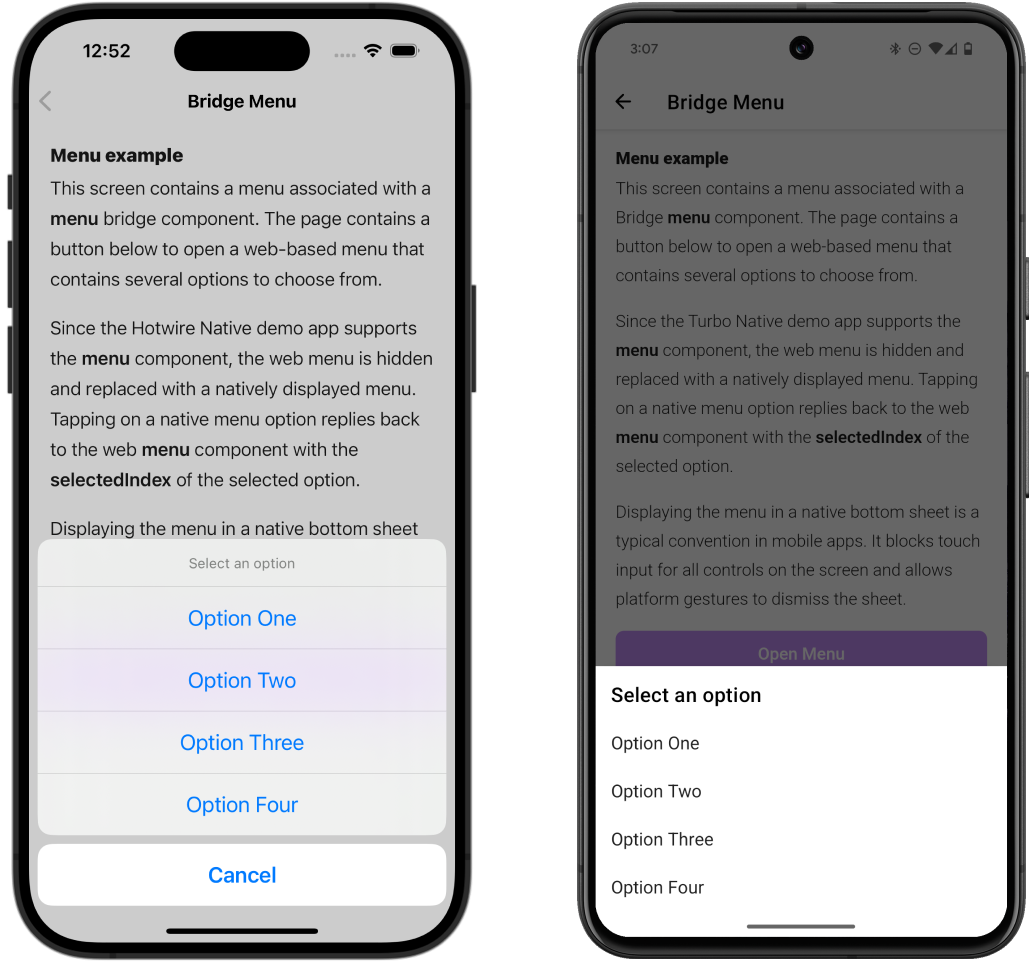 12:52
Bridge Menu
Menu example
This screen contains a menu associated with a
menu bridge component. The page contains a
button below to open a web-based menu that
contains several options to choose from.
Since the Hotwire Native demo app supports
the menu component, the web menu is hidden
and replaced with a natively displayed menu.
Tapping on a native menu option replies back
to the web menu component with the
selectedIndex of the selected option.
Displaying the menu in a native bottom sheet
Select an option
Option One
Option Two
Option Three
Option Four
Cancel
3:07
Bridge Menu
Menu example
This screen contains a menu associated with a
Bridge menu component. The page contains a
button below to open a web-based menu that
contains several options to choose from.
Since the Turbo Native demo app supports the
menu component, the web menu is hidden and
replaced with a natively displayed menu. Tapping
on a native menu option replies back to the web
menu component with the selectedIndex of the
selected option.
Displaying the menu in a native bottom sheet is a
typical convention in mobile apps. It blocks touch
input for all controls on the screen and allows
platform gestures to dismiss the sheet.
Open Menu
Select an option
Option One
Option Two
Option Three
Option Four